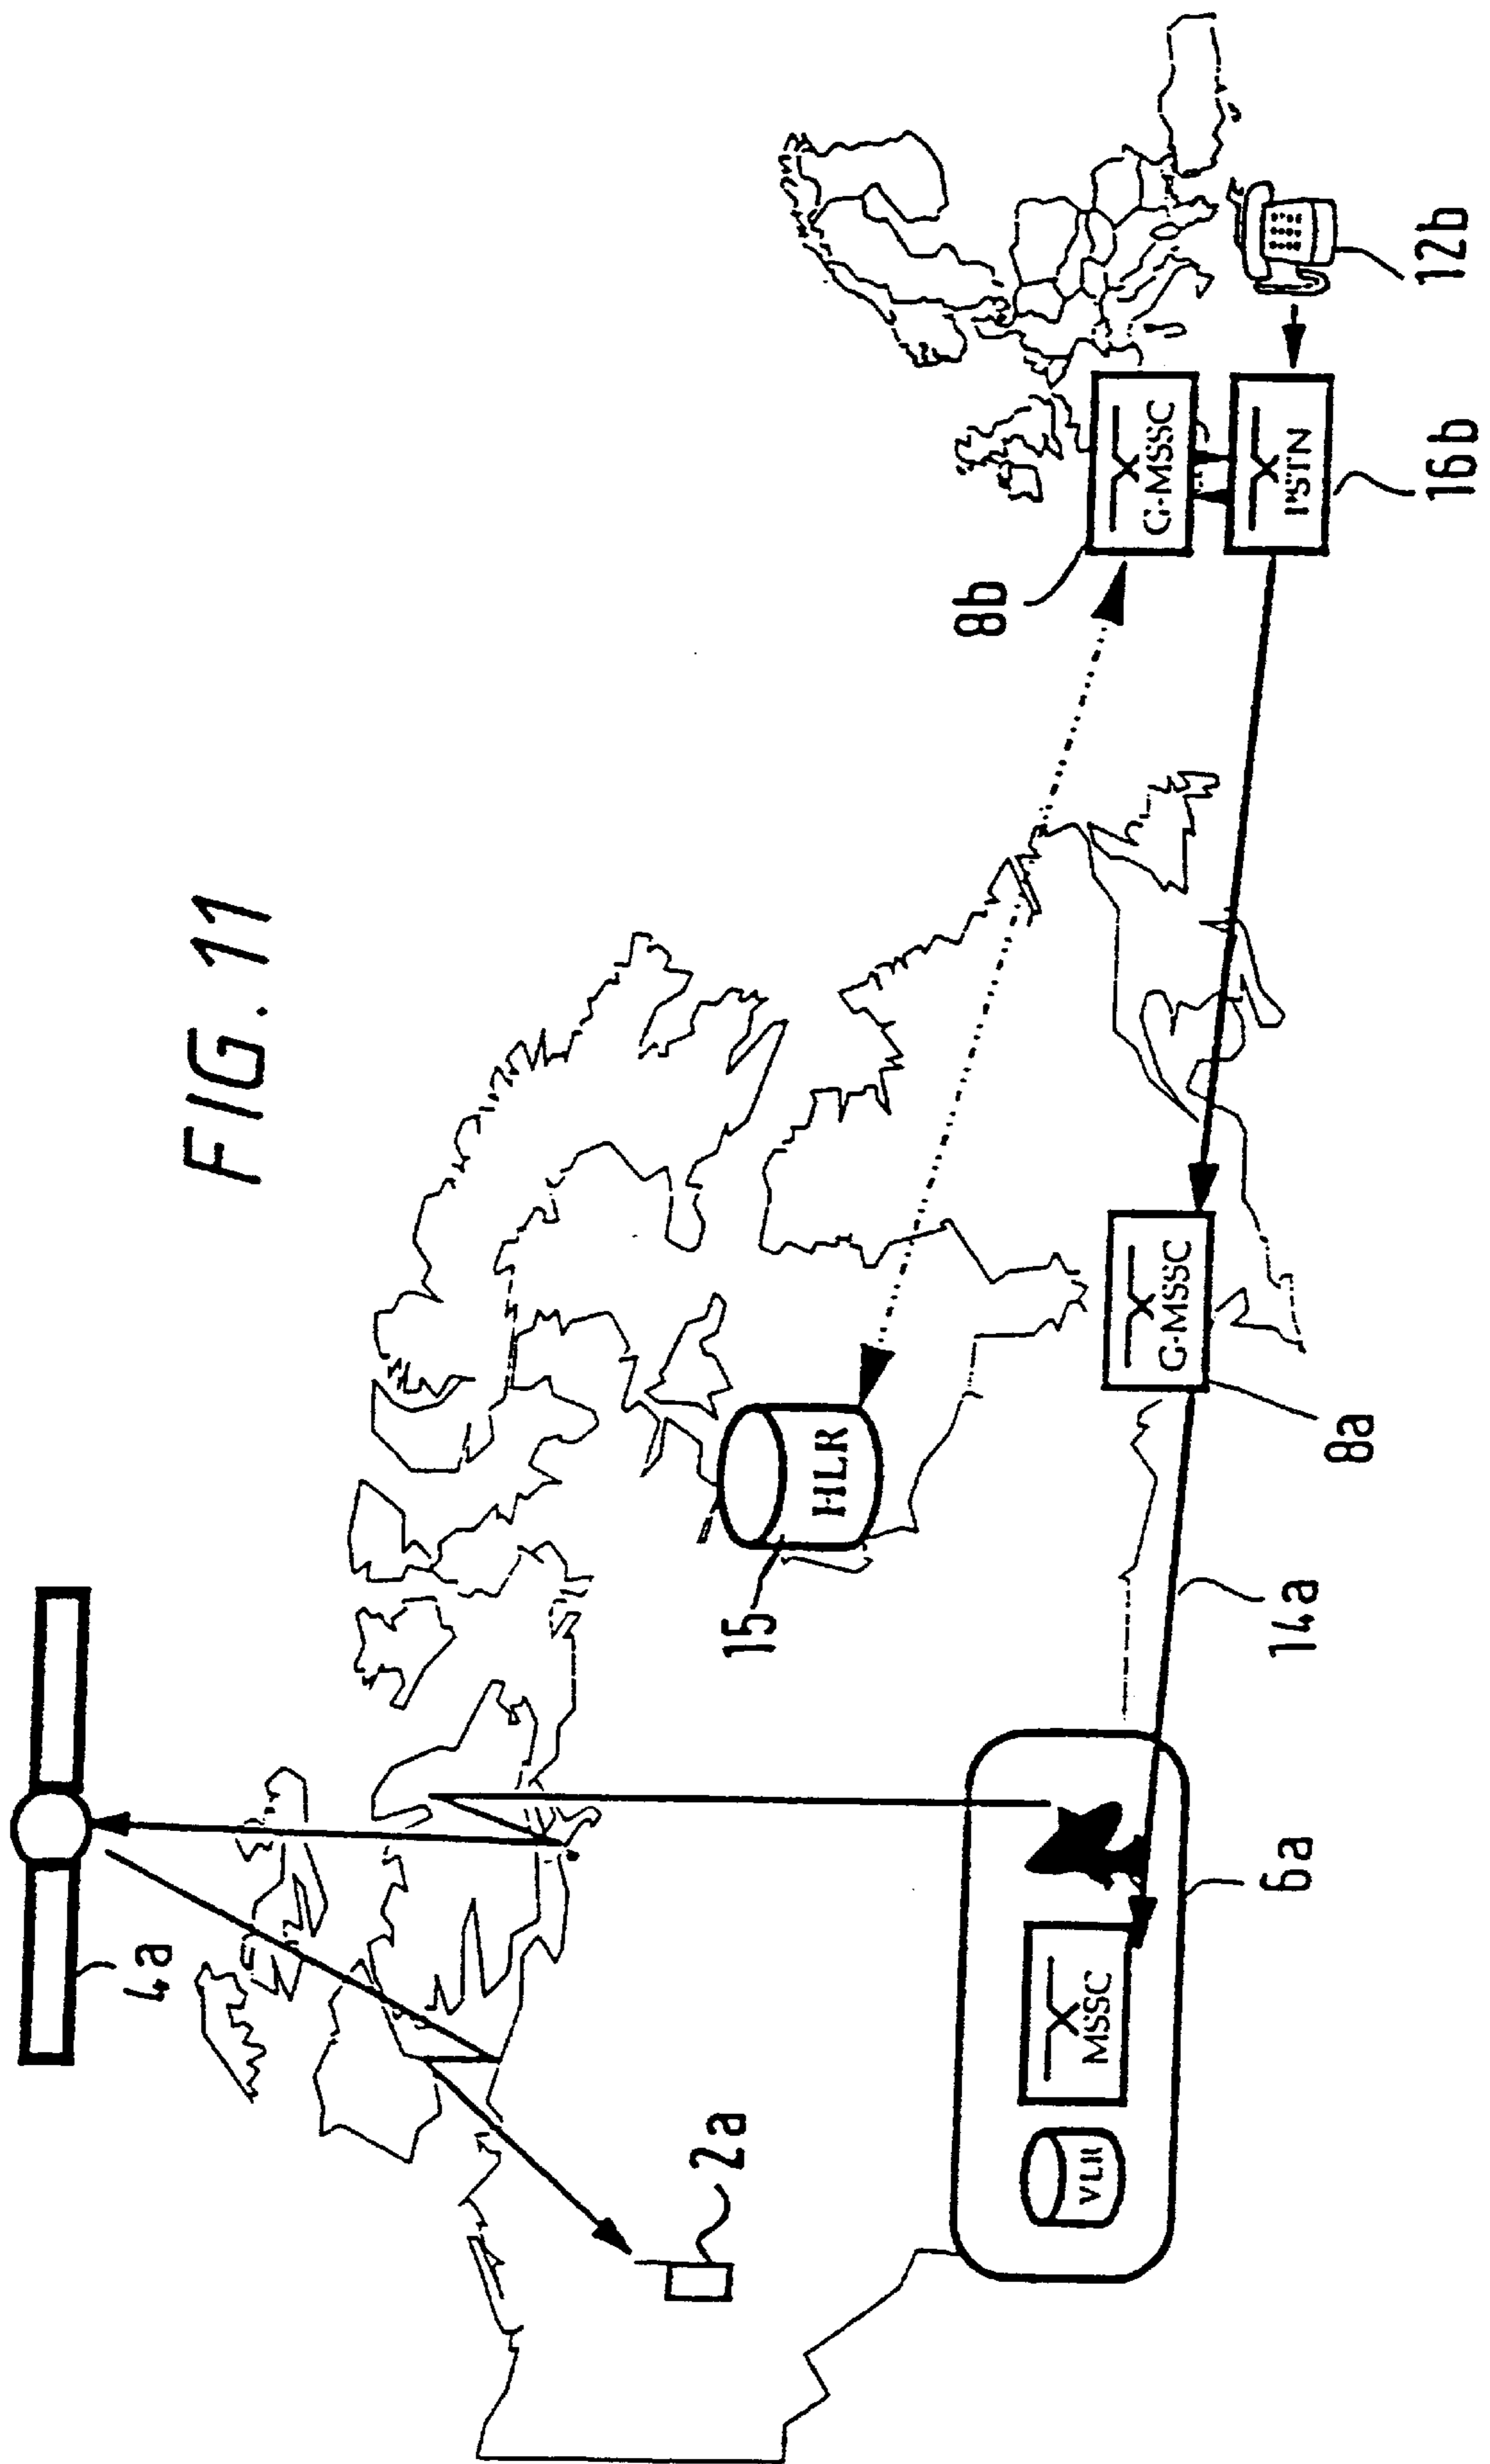 FIG. 11
4a
2a
15
HLR
8b
G-MSSC
PSTN
12b
16b
G-MSSC
8a
14a
MSSC
VLR
6a